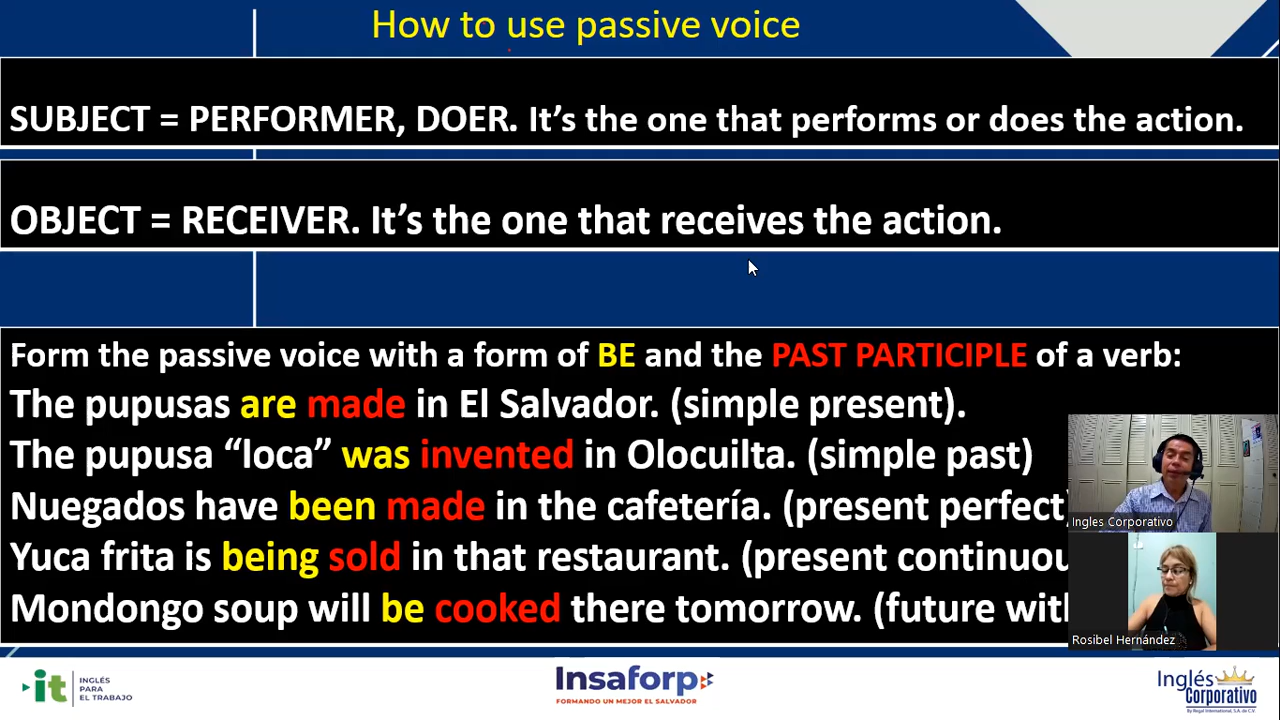 How to use passive voice
SUBJECT = PERFORMER, DOER. It’s the one that performs or does the action.
OBJECT = RECEIVER. It’s the one that receives the action.
Form the passive voice with a form of BE and the PAST PARTICIPLE of a verb:
The pupusas are made in El Salvador. (simple present).
The pupusa “loca” was invented in Olocuilta. (simple past)
Nuegados have been made in the cafetería. (present perfect)
Yuca frita is being sold in that restaurant. (present continuou
Mondongo soup will be cooked there tomorrow. (future wit
Ingles Corporativo
Rosibel Hernández
it
INGLÉS
PARA
EL TRABAJO
Insaforp
FORMANDO UN MEJOR EL SALVADOR
Inglés
Corporativo
By Regal International, S.A. de C.V.